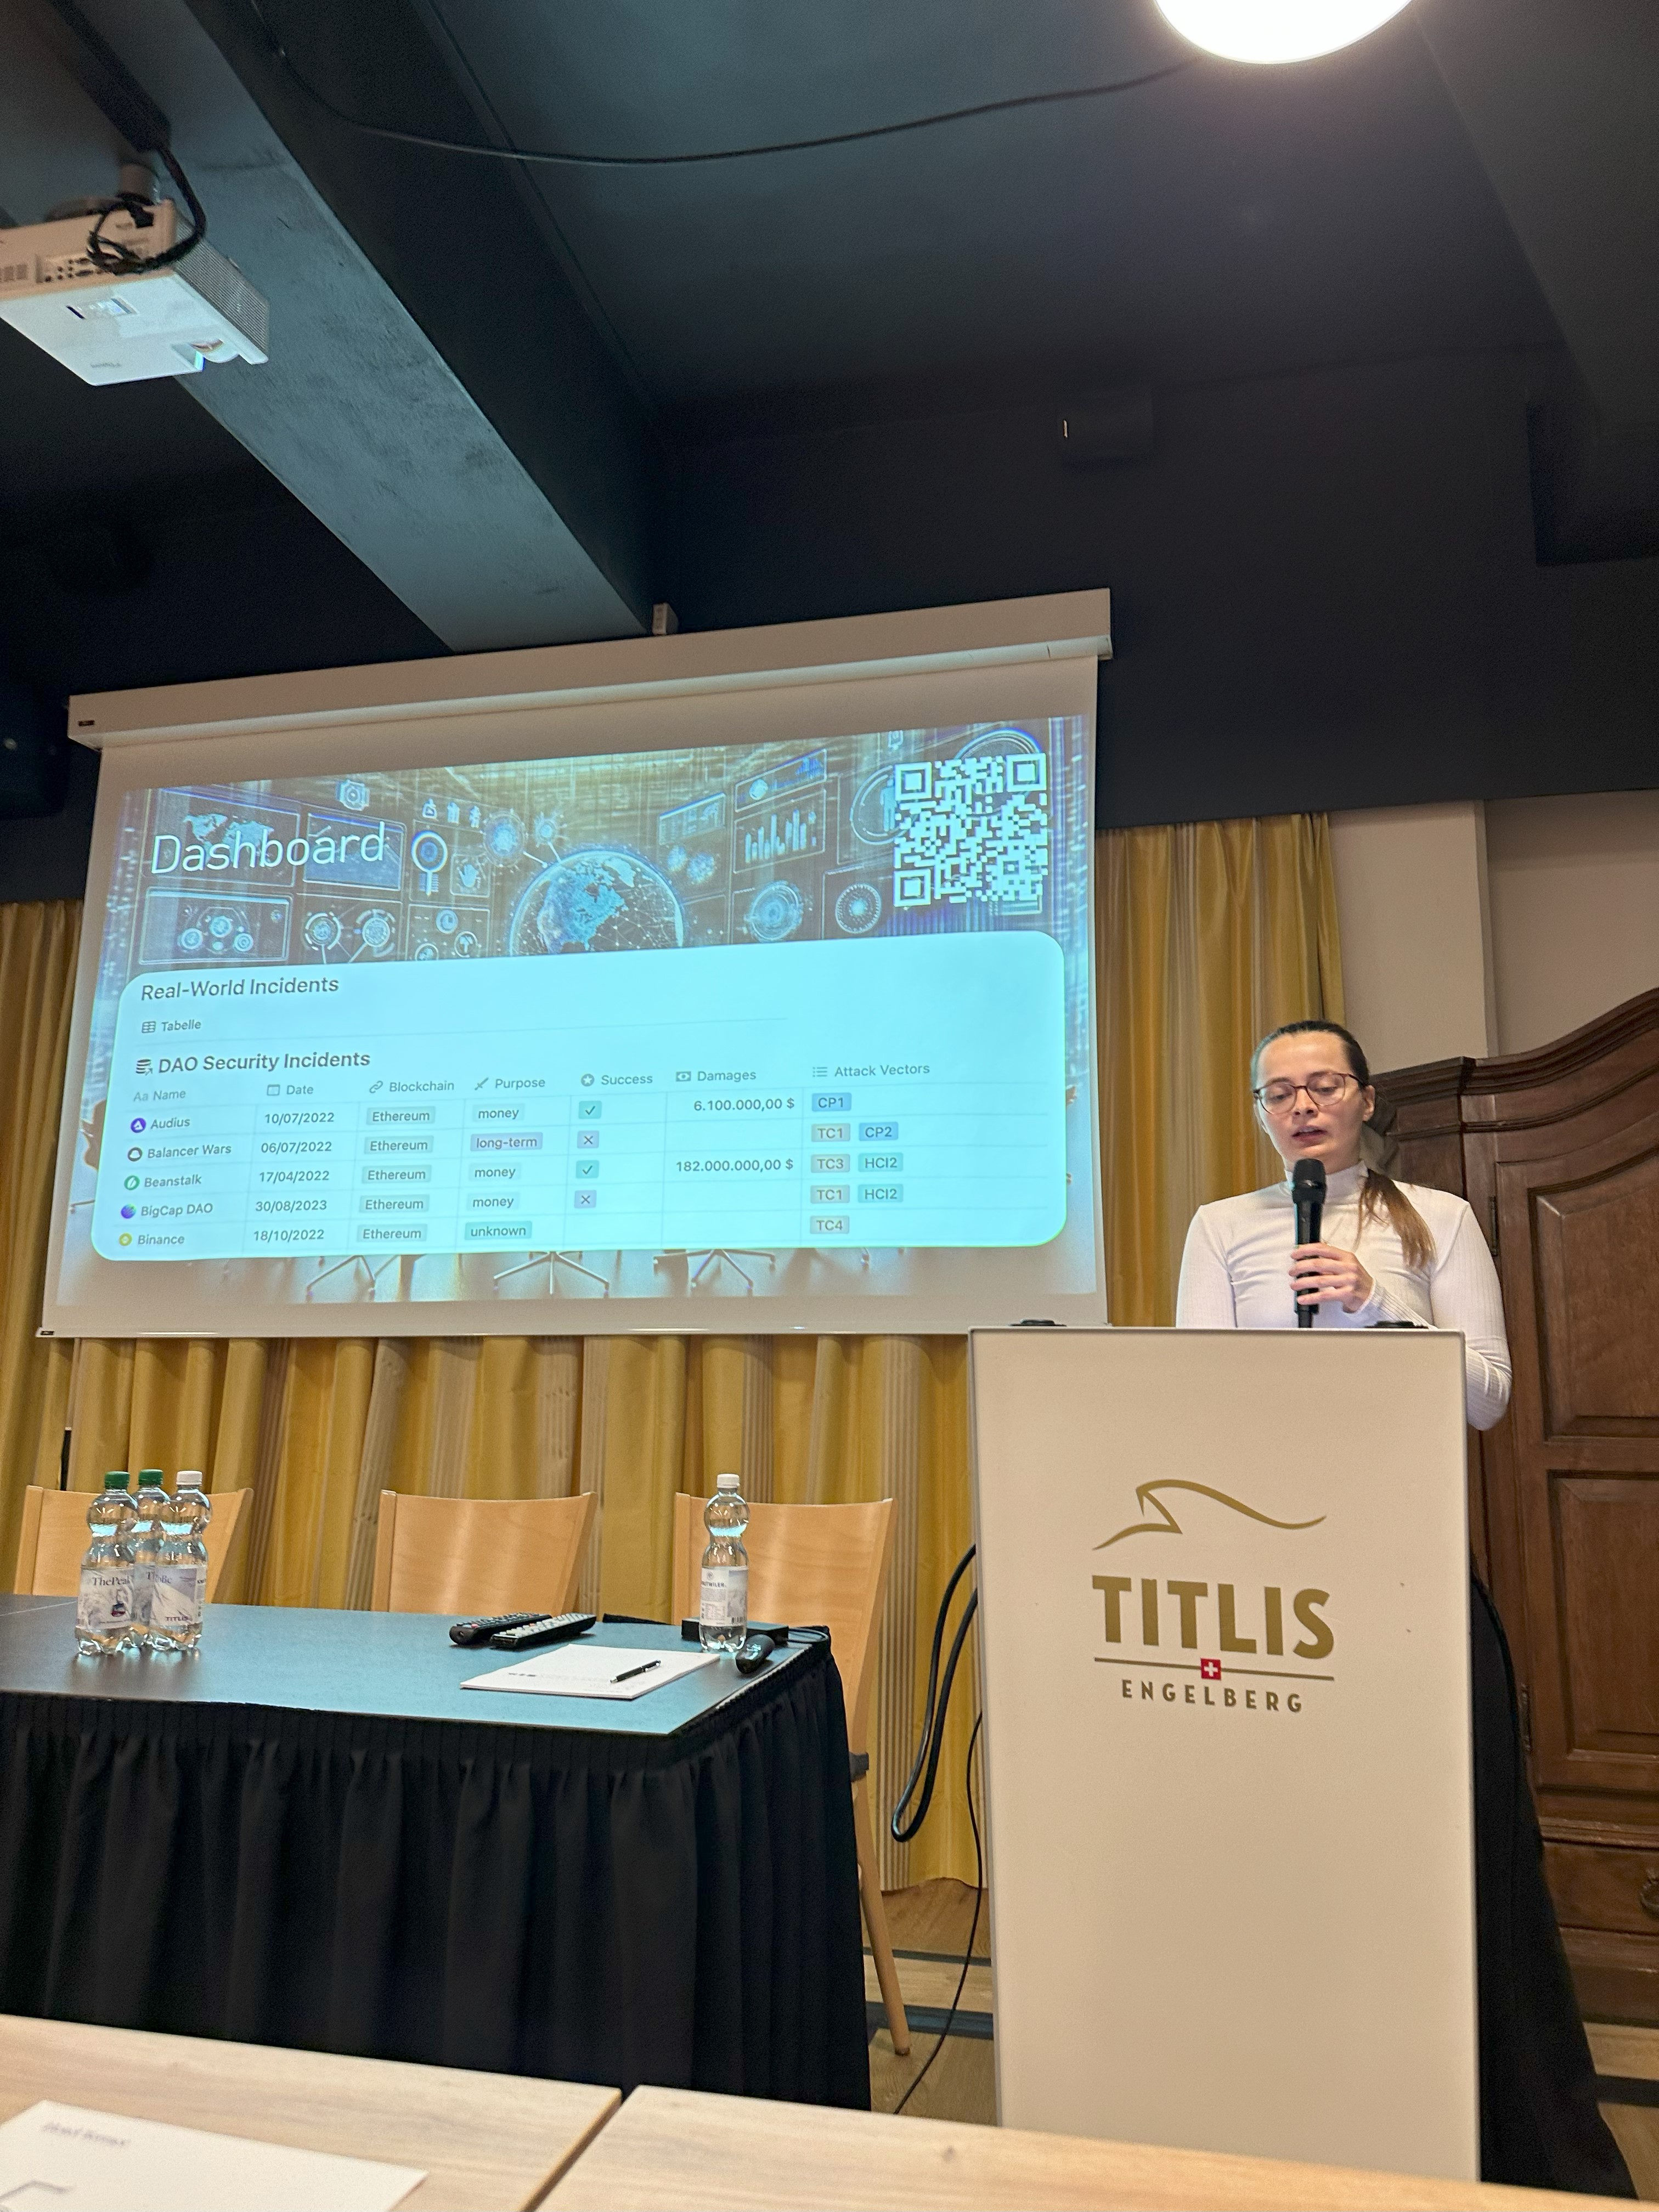 Dashboard
Real-World Incidents
Tabelle
DAO Security Incidents
Aa Name Date Blockchain Purpose Success Damages Attack Vectors
Audius 10/07/2022 Ethereum money 6.100.000,00 $ CP1
Balancer Wars 06/07/2022 Ethereum long-term TC1 CP2
Beanstalk 17/04/2022 Ethereum money 182.000.000,00 $ TC3 HCI2
BigCap DAO 30/08/2023 Ethereum money TC1 HCI2
Binance 18/10/2022 Ethereum unknown TC4
TITLIS
ENGELBERG
TITLIS